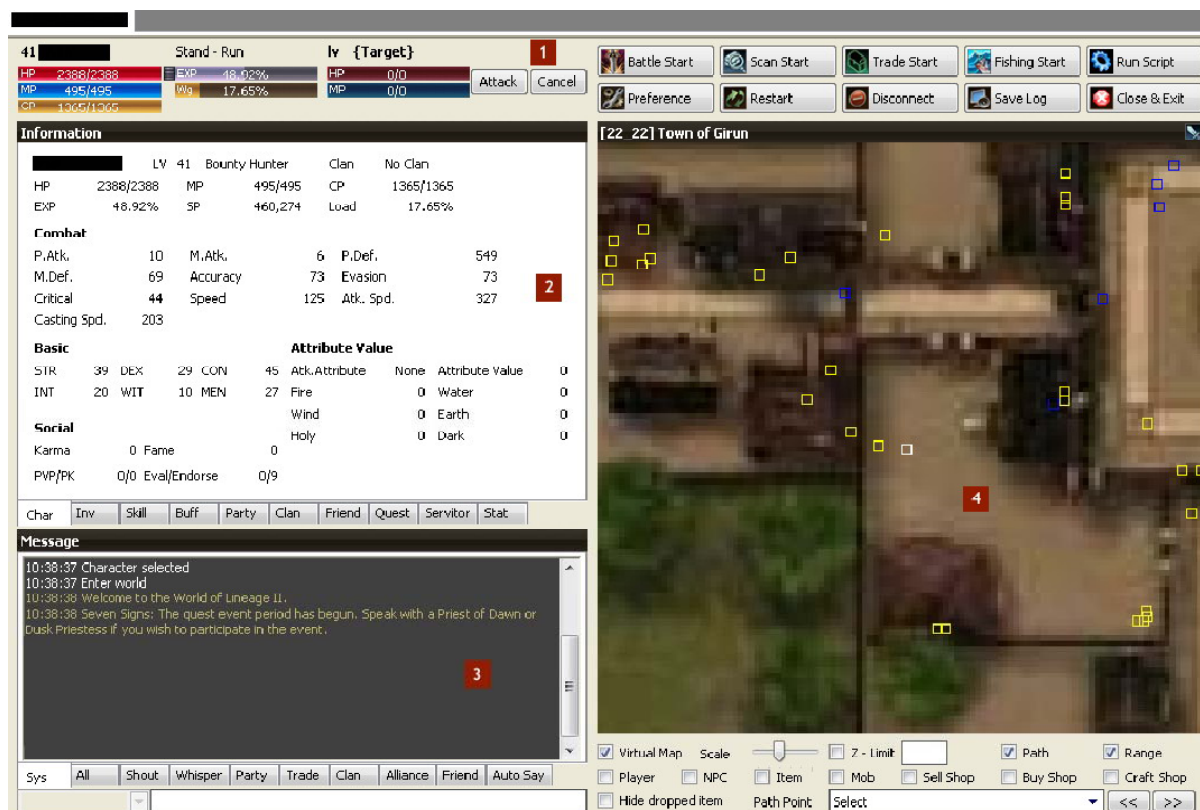 41 Stand - Run lv {Target}
HP 2388/2388 EXP 48.92% HP 0/0
MP 495/495 Wg 17.65% MP 0/0
CP 1365/1365
1
Attack Cancel
Battle Start Scan Start Trade Start Fishing Start Run Script
Preference Restart Disconnect Save Log Close & Exit
Information
LV 41 Bounty Hunter Clan No Clan
HP 2388/2388 MP 495/495 CP 1365/1365
EXP 48.92% SP 460,274 Load 17.65%
Combat
P.Atk. 10 M.Atk. 6 P.Def. 549
M.Def. 69 Accuracy 73 Evasion 73
Critical 44 Speed 125 Atk. Spd. 327
Casting Spd. 203
2
Basic Attribute Value
STR 39 DEX 29 CON 45 Atk.Attribute None Attribute Value 0
INT 20 WIT 10 MEN 27 Fire 0 Water 0
Wind 0 Earth 0
Social
Holy 0 Dark 0
Karma 0 Fame 0
PVP/PK 0/0 Eval/Endorse 0/9
Char Inv Skill Buff Party Clan Friend Quest Servitor Stat
Message
10:38:37 Character selected
10:38:37 Enter world
10:38:38 Welcome to the World of Lineage II.
10:38:38 Seven Signs: The quest event period has begun. Speak with a Priest of Dawn or
Dusk Priestess if you wish to participate in the event.
3
Sys All Shout Whisper Party Trade Clan Alliance Friend Auto Say
[22_22] Town of Girun
4
Virtual Map Scale Z - Limit Path Range
Player NPC Item Mob Sell Shop Buy Shop Craft Shop
Hide dropped item Path Point Select << >>